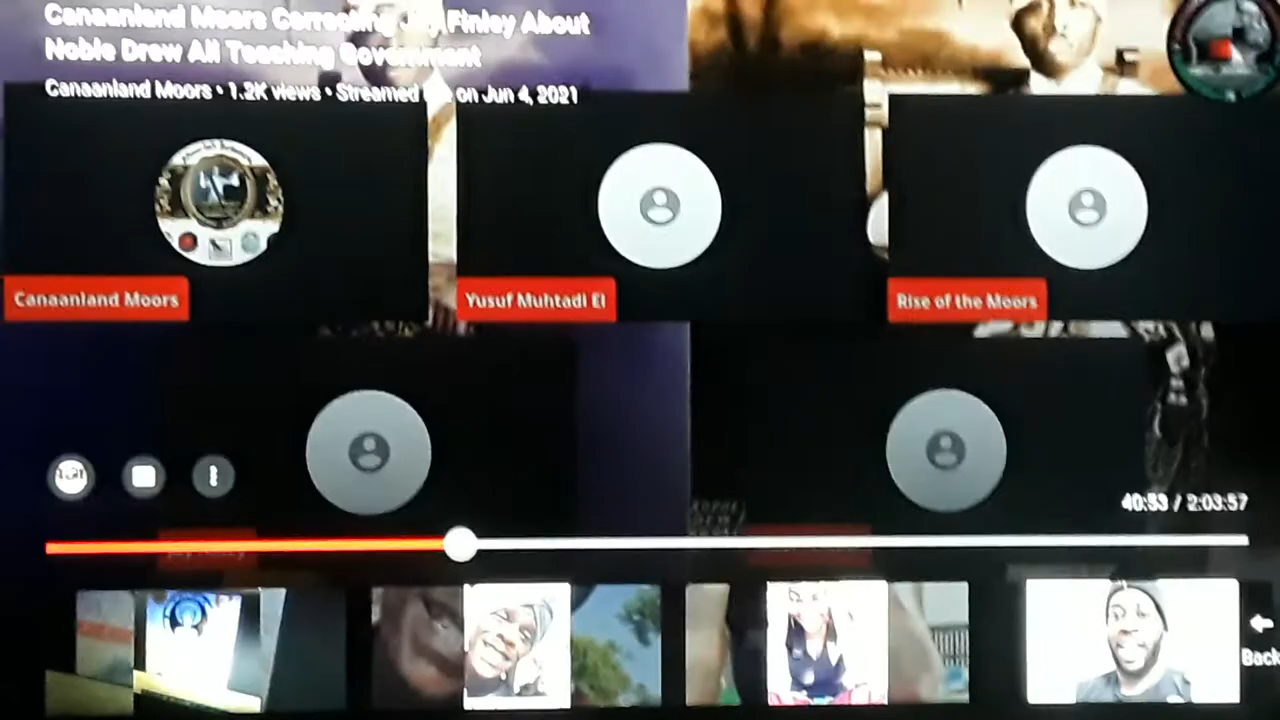 Canaanland Moors Correcting Finley About
Noble Drew Ali Teaching Government
Canaanland Moors • 1.2K views • Streamed on Jun 4, 2021
Canaanland Moors
Yusuf Muhtadi El
Rise of the Moors
40:53 / 2:03:57
Back